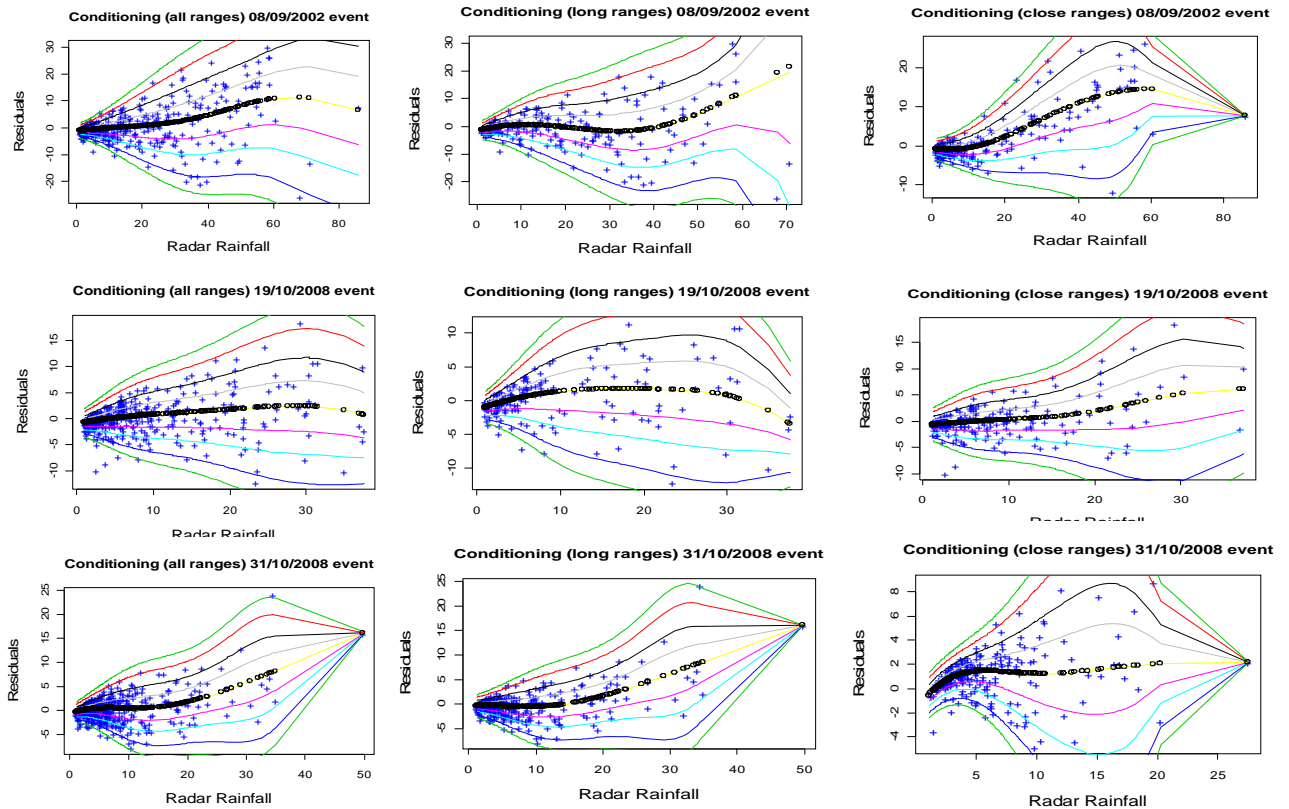 Conditioning (all ranges) 08/09/2002 event
Residuals
30
20
10
0
-10
-20
0 20 40 60 80
Radar Rainfall
Conditioning (long ranges) 08/09/2002 event
Residuals
30
20
10
0
-10
-20
0 10 20 30 40 50 60 70
Radar Rainfall
Conditioning (close ranges) 08/09/2002 event
Residuals
20
10
0
-10
0 20 40 60 80
Radar Rainfall
Conditioning (all ranges) 19/10/2008 event
Residuals
15
10
5
0
-5
-10
0 10 20 30
Radar Rainfall
Conditioning (long ranges) 19/10/2008 event
Residuals
10
5
0
-5
-10
0 10 20 30
Radar Rainfall
Conditioning (close ranges) 19/10/2008 event
Residuals
15
10
5
0
-5
-10
0 10 20 30
Radar Rainfall
Conditioning (all ranges) 31/10/2008 event
Residuals
25
20
15
10
5
0
-5
0 10 20 30 40 50
Radar Rainfall
Conditioning (long ranges) 31/10/2008 event
Residuals
25
20
15
10
5
0
-5
0 10 20 30 40 50
Radar Rainfall
Conditioning (close ranges) 31/10/2008 event
Residuals
8
6
4
2
0
-2
-4
5 10 15 20 25
Radar Rainfall